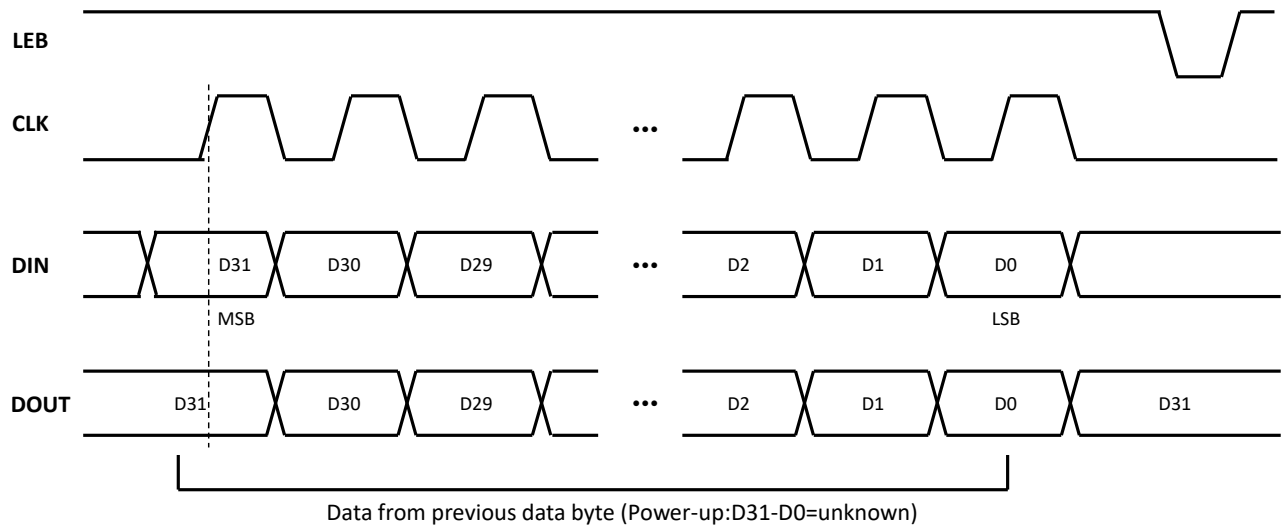 LEB
CLK
•••
DIN
D31
D30
D29
•••
D2
D1
D0
MSB
LSB
DOUT
D31
D30
D29
•••
D2
D1
D0
D31
Data from previous data byte (Power-up:D31-D0=unknown)